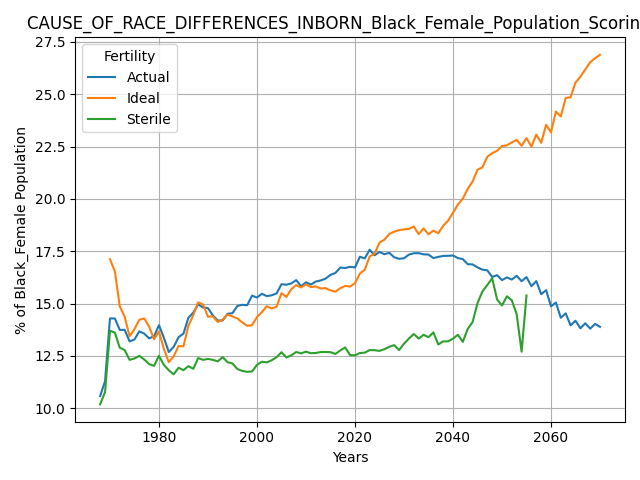 CAUSE_OF_RACE_DIFFERENCES_INBORN_Black_Female_Population_Scorin
27.5
25.0
22.5
20.0
17.5
15.0
12.5
10.0
% of Black_Female Population
Fertility
Actual
Ideal
Sterile
1980
2000
2020
2040
2060
Years